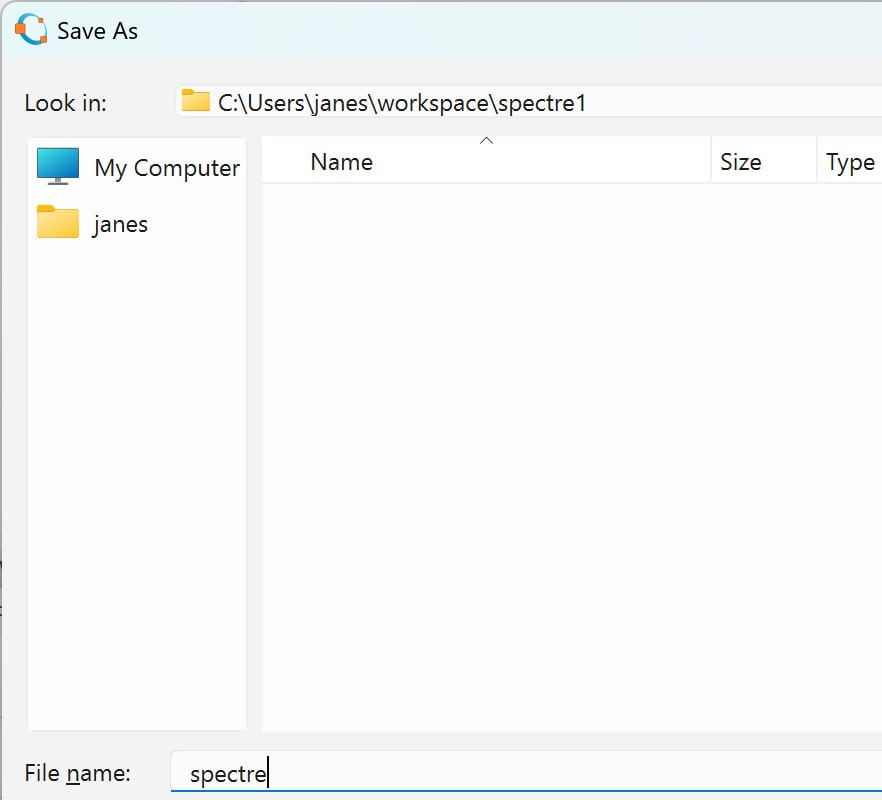 Save As
Look in: C:\Users\janes\workspace\spectre1
My Computer
janes
Name Size Type
File name: spectre